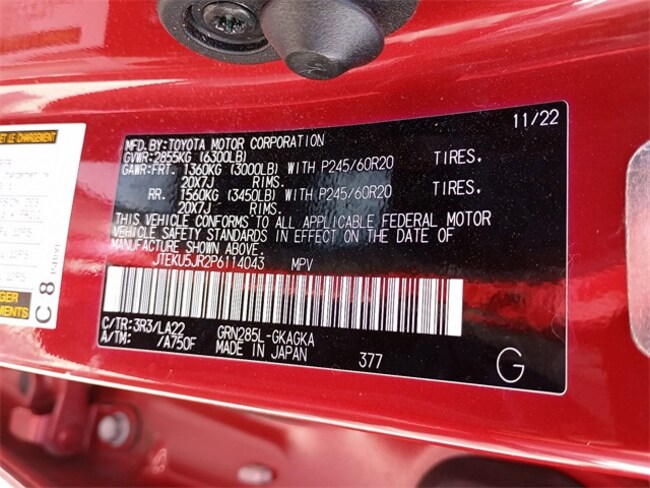 11/22
MFD.BY:TOYOTA MOTOR CORPORATION
GVWR:2855KG (6300LB)
GAWR:FRT. 1360KG (3000LB) WITH P245/60R20 TIRES,
20X7J RIMS.
RR. 1560KG (3450LB) WITH P245/60R20 TIRES,
20X7J RIMS.
THIS VEHICLE CONFORMS TO ALL APPLICABLE FEDERAL MOTOR
VEHICLE SAFETY STANDARDS IN EFFECT ON THE DATE OF
MANUFACTURE SHOWN ABOVE.
JTEKU5JR2P6114043 MPV
C/TR:3R3/LA22 GRN285L-GKAGKA
A/TM: /A750F MADE IN JAPAN 377
G
ET LE CHARGEMENT
C 8